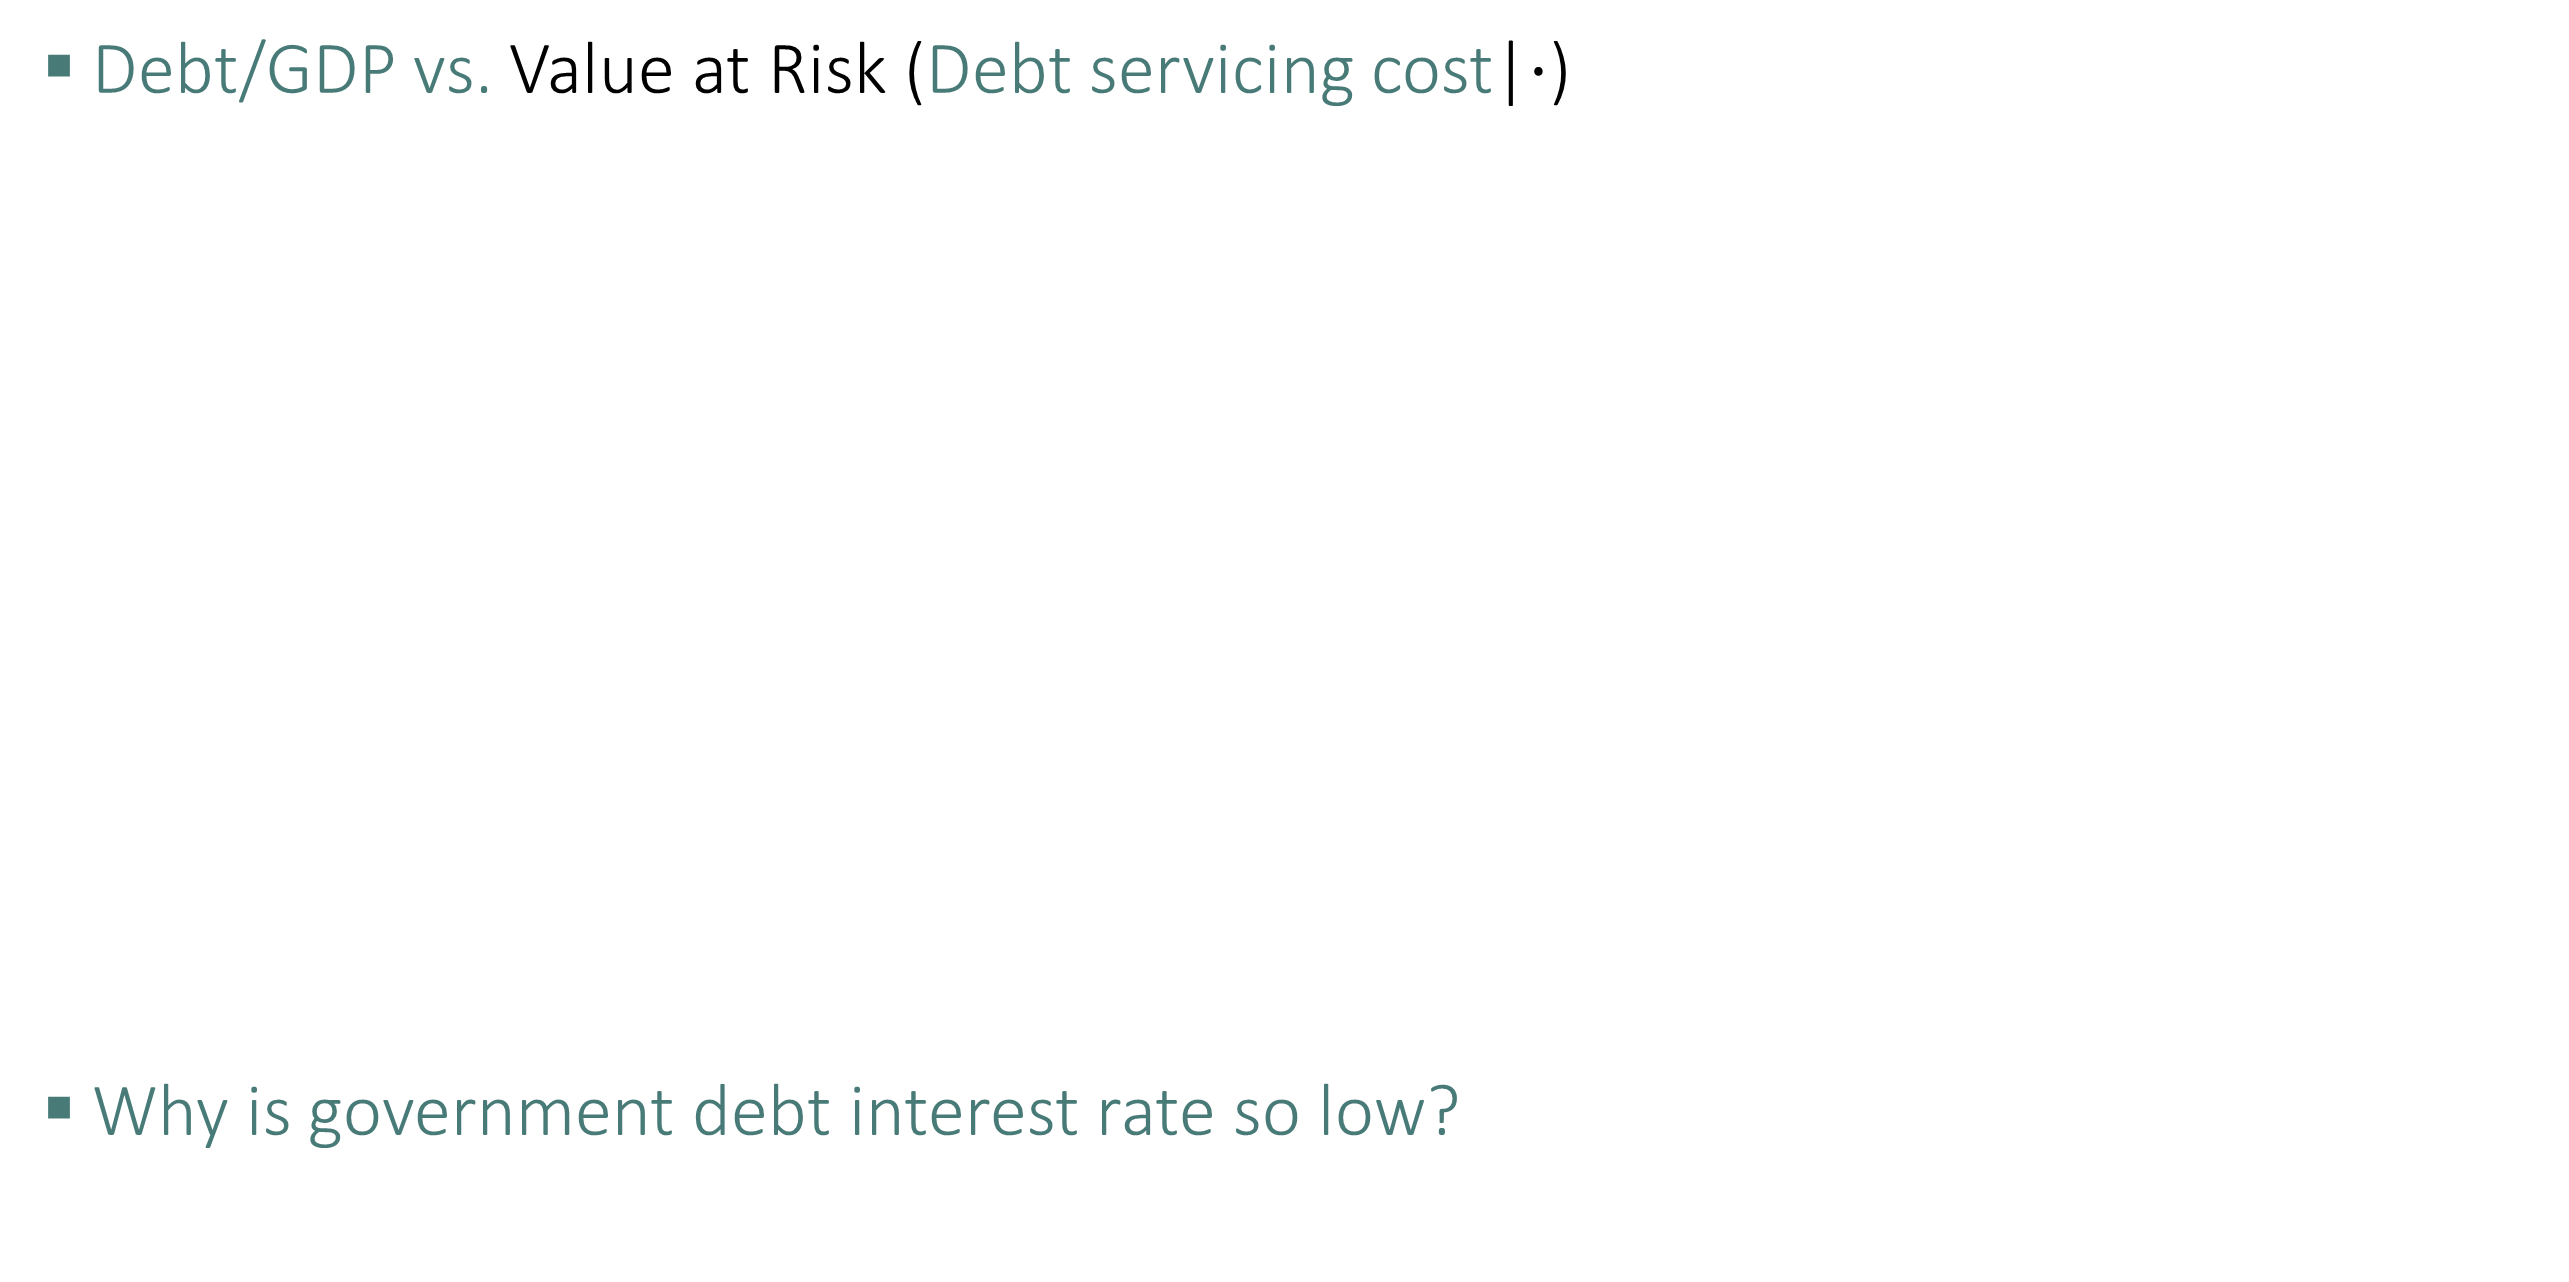 ▪ Debt/GDP vs. Value at Risk (Debt servicing cost|·)
▪ Why is government debt interest rate so low?